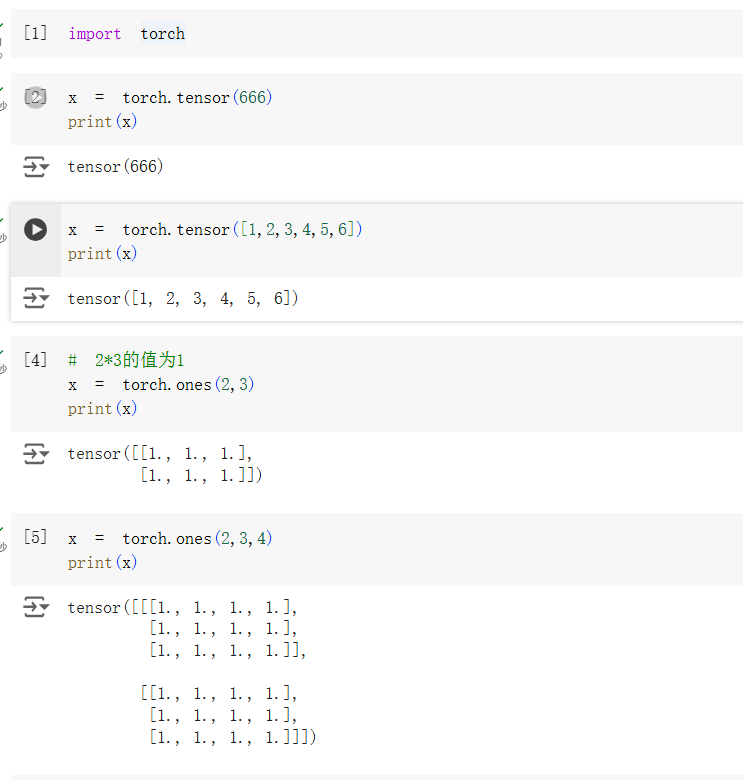 [1] import torch
[2] x = torch.tensor(666)
print(x)
tensor(666)
x = torch.tensor([1,2,3,4,5,6])
print(x)
tensor([1, 2, 3, 4, 5, 6])
[4] # 2*3的值为1
x = torch.ones(2,3)
print(x)
tensor([[1., 1., 1.],
[1., 1., 1.]])
[5] x = torch.ones(2,3,4)
print(x)
tensor([[[1., 1., 1., 1.],
[1., 1., 1., 1.],
[1., 1., 1., 1.]],
[[1., 1., 1., 1.],
[1., 1., 1., 1.],
[1., 1., 1., 1.]]])